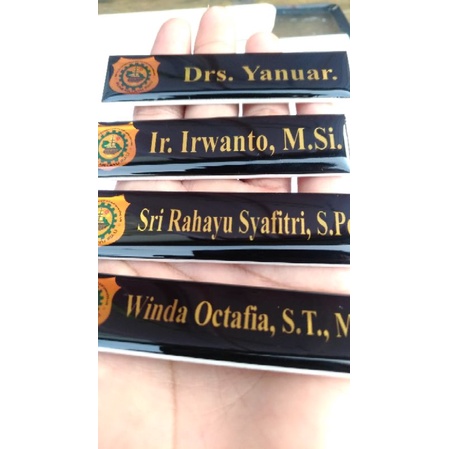 Drs. Yanuar.
Ir. Irwanto, M.Si.
Sri Rahayu Syafitri, S.P
Winda Octafia, S.T., M